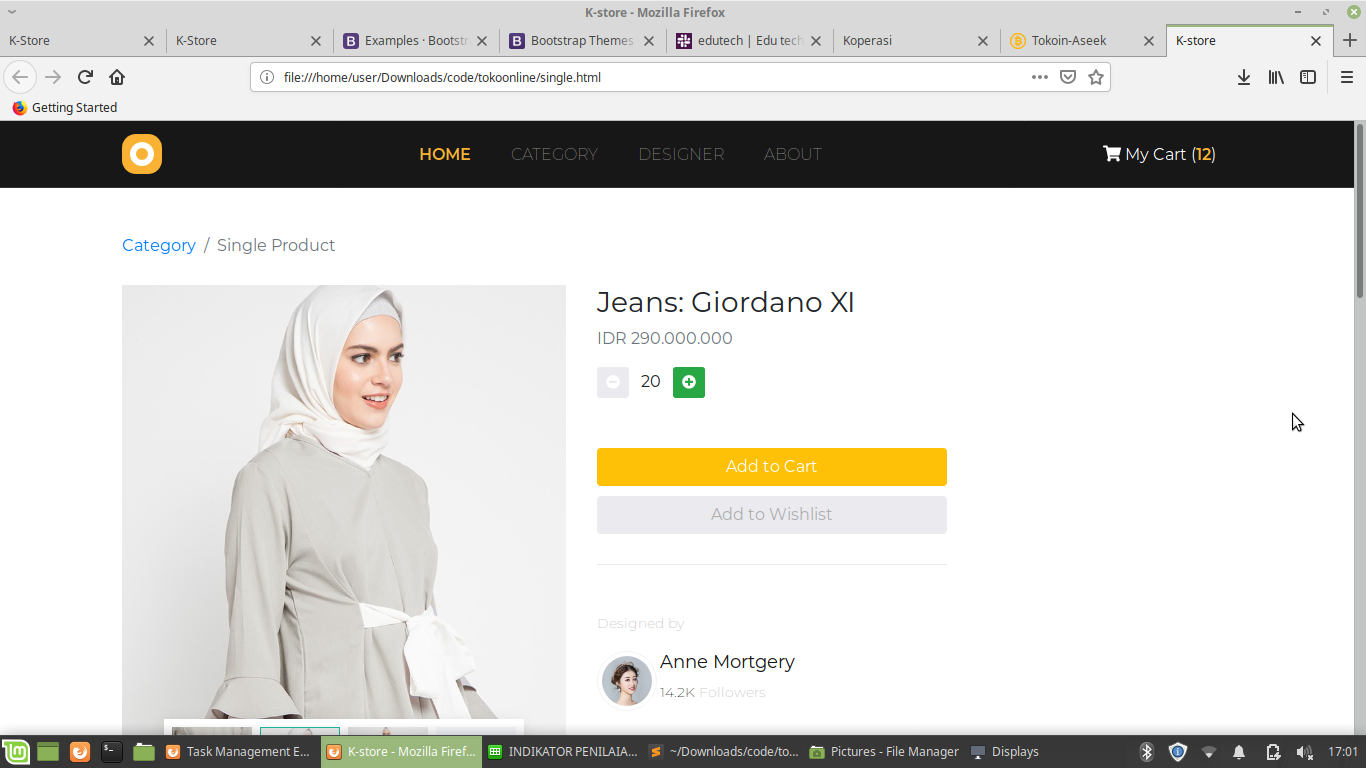 K-store - Mozilla Firefox
K-Store
K-Store
Examples · Bootstr
Bootstrap Themes
edutech | Edu tech
Koperasi
Tokoin-Aseek
K-store
file:///home/user/Downloads/code/tokoonline/single.html
Getting Started
HOME
CATEGORY
DESIGNER
ABOUT
My Cart (12)
Category / Single Product
Jeans: Giordano XI
IDR 290.000.000
20
Add to Cart
Add to Wishlist
Designed by
Anne Mortgery
14.2K Followers
Task Management E...
K-store - Mozilla Firef...
INDIKATOR PENILAIA...
~/Downloads/code/to...
Pictures - File Manager
Displays
17:01